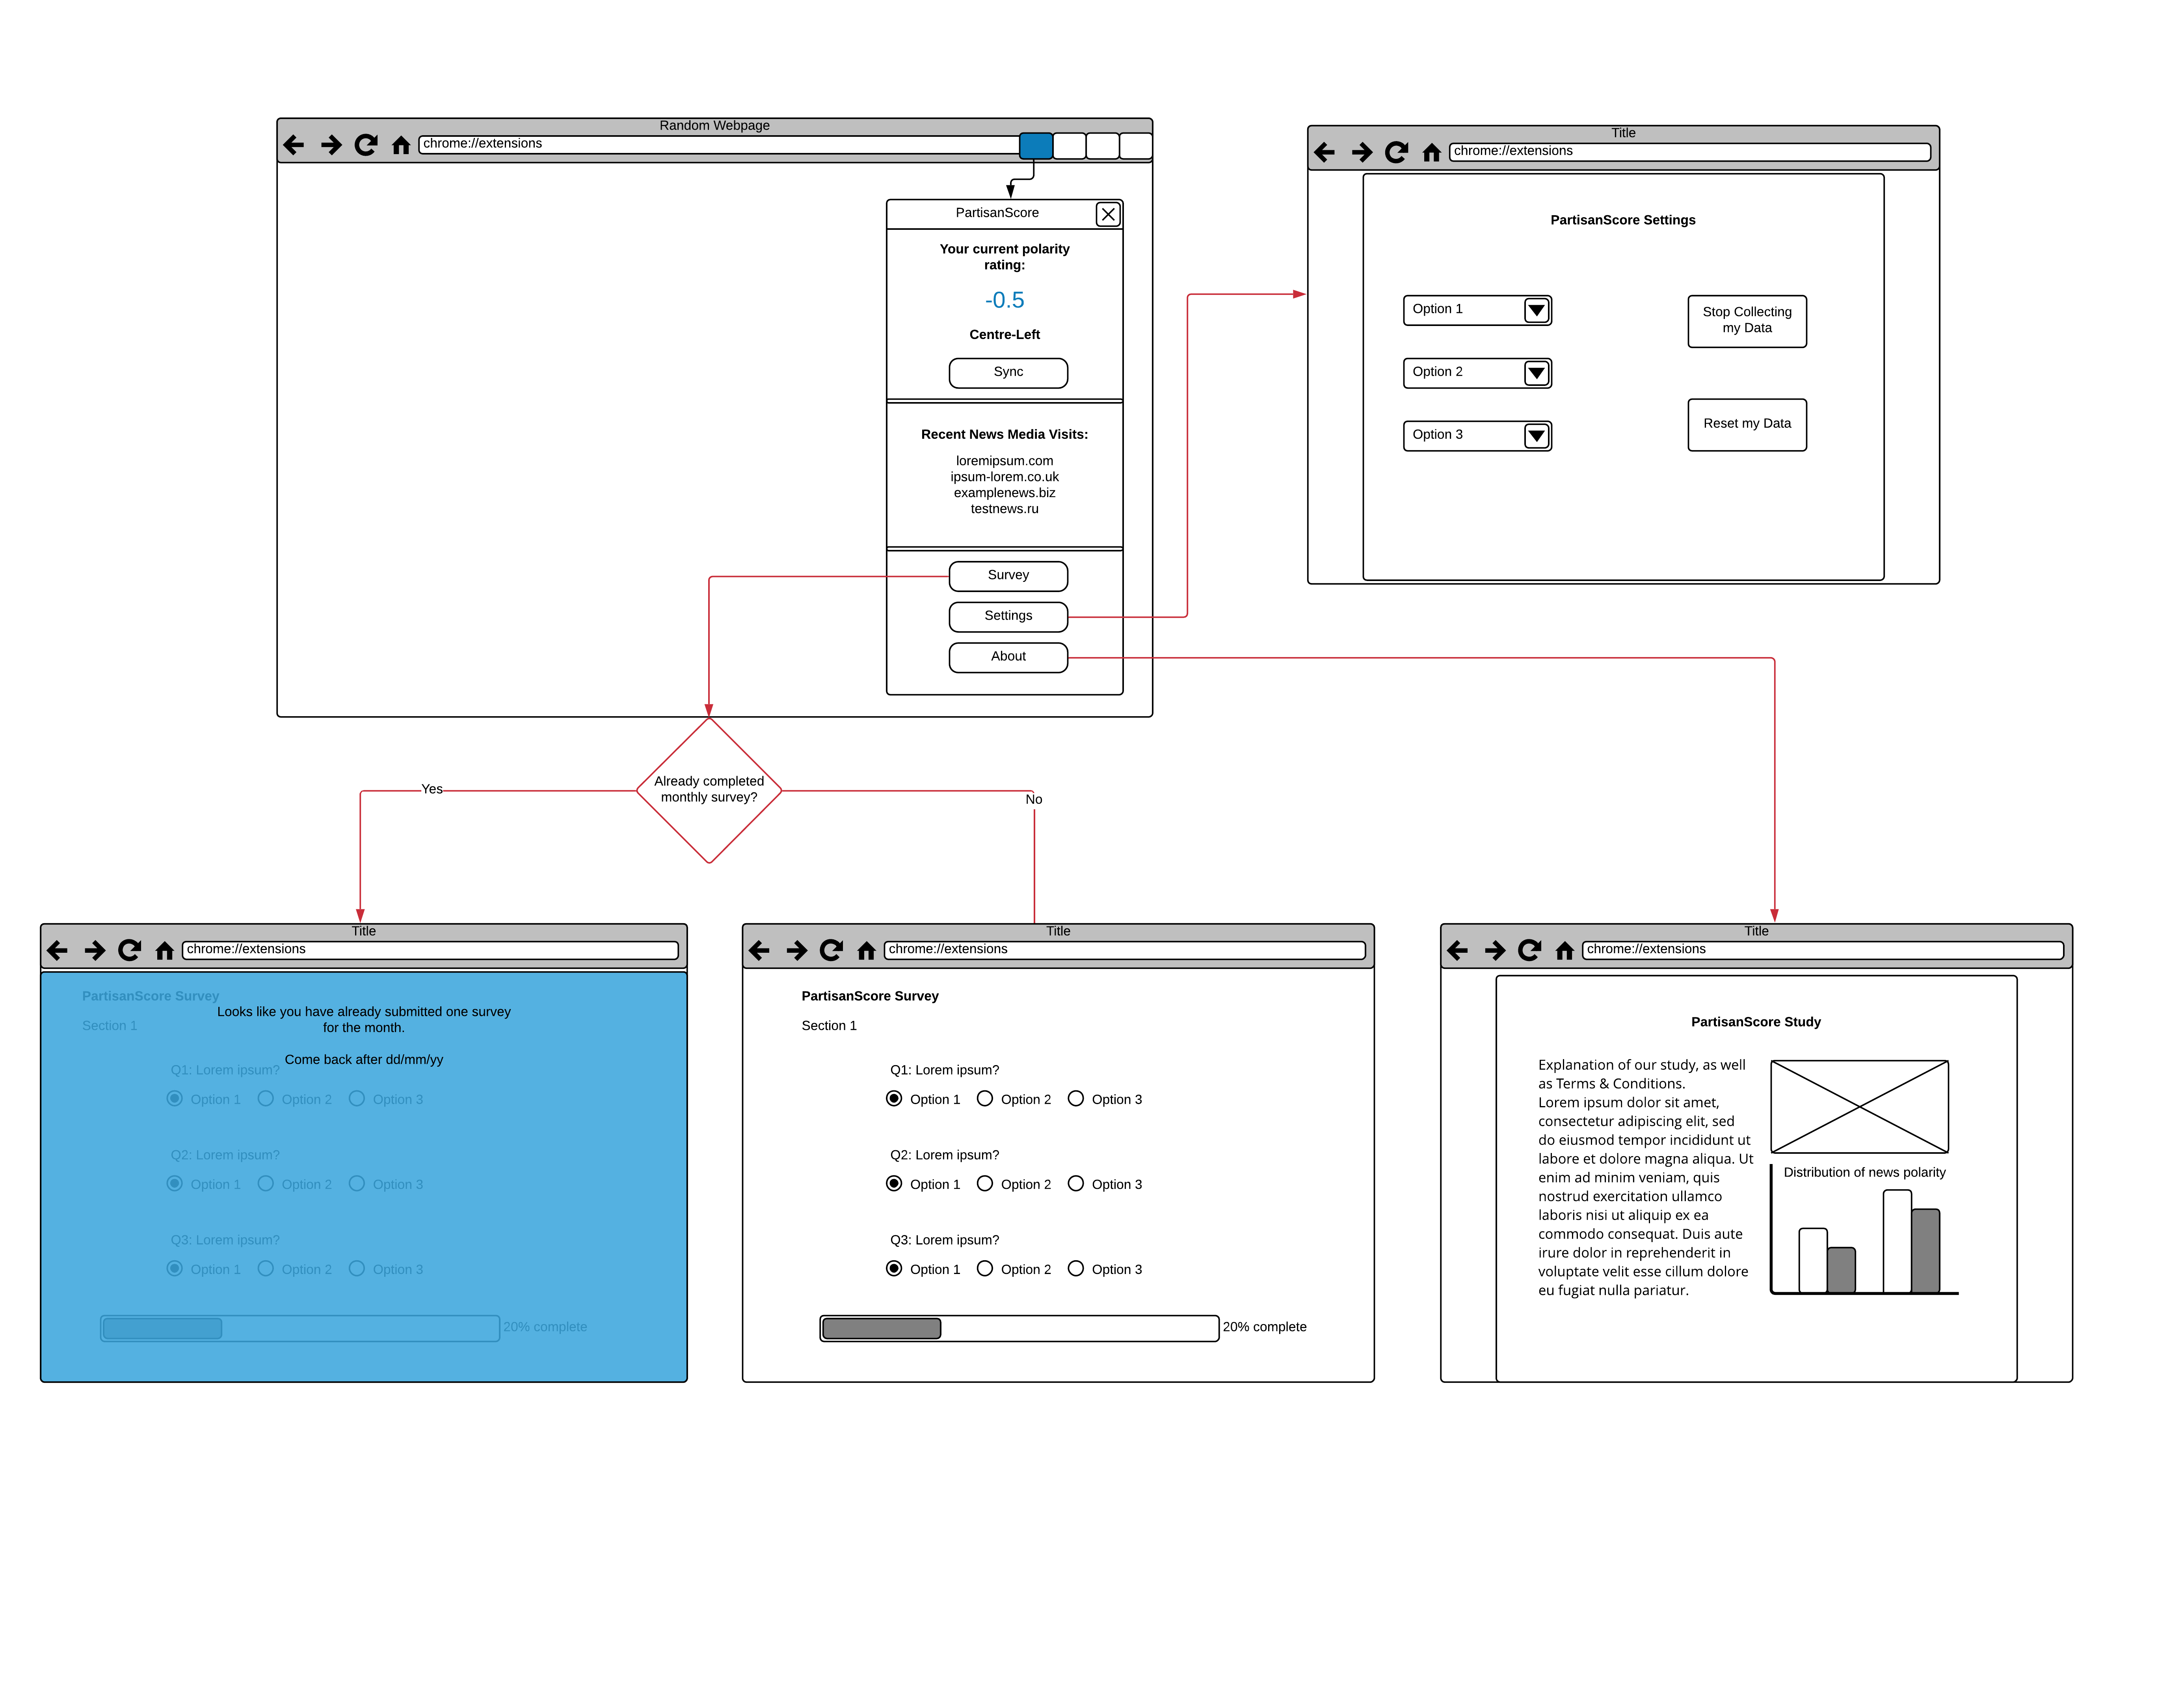 Random Webpage
chrome://extensions
PartisanScore
Your current polarity
rating:
-0.5
Centre-Left
Sync
Recent News Media Visits:
loremipsum.com
ipsum-lorem.co.uk
examplenews.biz
testnews.ru
Survey
Settings
About
Title
chrome://extensions
PartisanScore Settings
Option 1
Option 2
Option 3
Stop Collecting
my Data
Reset my Data
Already completed
monthly survey?
Yes
No
Title
chrome://extensions
PartisanScore Survey
Looks like you have already submitted one survey
for the month.
Section 1
Come back after dd/mm/yy
Q1: Lorem ipsum?
Option 1 Option 2 Option 3
Q2: Lorem ipsum?
Option 1 Option 2 Option 3
Q3: Lorem ipsum?
Option 1 Option 2 Option 3
20% complete
Title
chrome://extensions
PartisanScore Survey
Section 1
Q1: Lorem ipsum?
Option 1 Option 2 Option 3
Q2: Lorem ipsum?
Option 1 Option 2 Option 3
Q3: Lorem ipsum?
Option 1 Option 2 Option 3
20% complete
Title
chrome://extensions
PartisanScore Study
Explanation of our study, as well
as Terms & Conditions.
Lorem ipsum dolor sit amet,
consectetur adipiscing elit, sed
do eiusmod tempor incididunt ut
labore et dolore magna aliqua. Ut
enim ad minim veniam, quis
nostrud exercitation ullamco
laboris nisi ut aliquip ex ea
commodo consequat. Duis aute
irure dolor in reprehenderit in
voluptate velit esse cillum dolore
eu fugiat nulla pariatur.
Distribution of news polarity